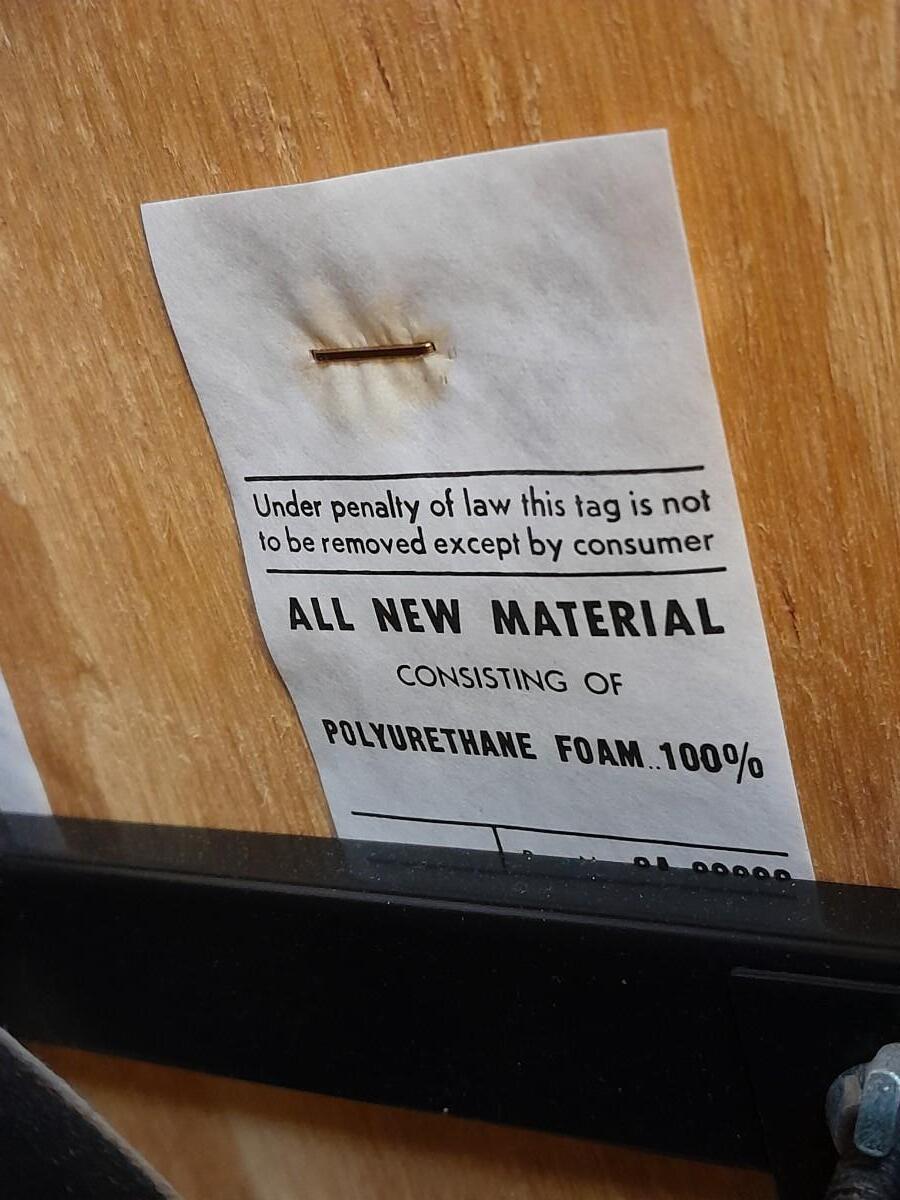 Under penalty of law this tag is not
to be removed except by consumer
ALL NEW MATERIAL
CONSISTING OF
POLYURETHANE FOAM..100%